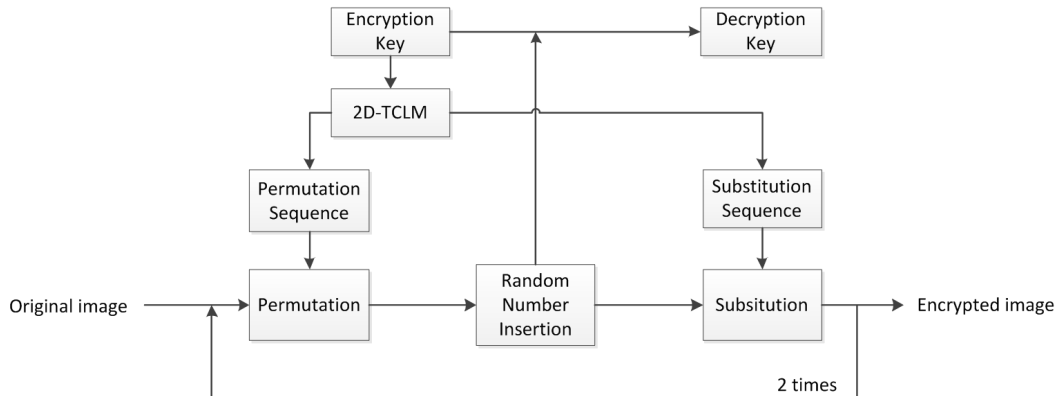 Encryption
Key
Decryption
Key
2D-TCLM
Permutation
Sequence
Substitution
Sequence
Original image
Permutation
Random
Number
Insertion
Subsitution
Encrypted image
2 times